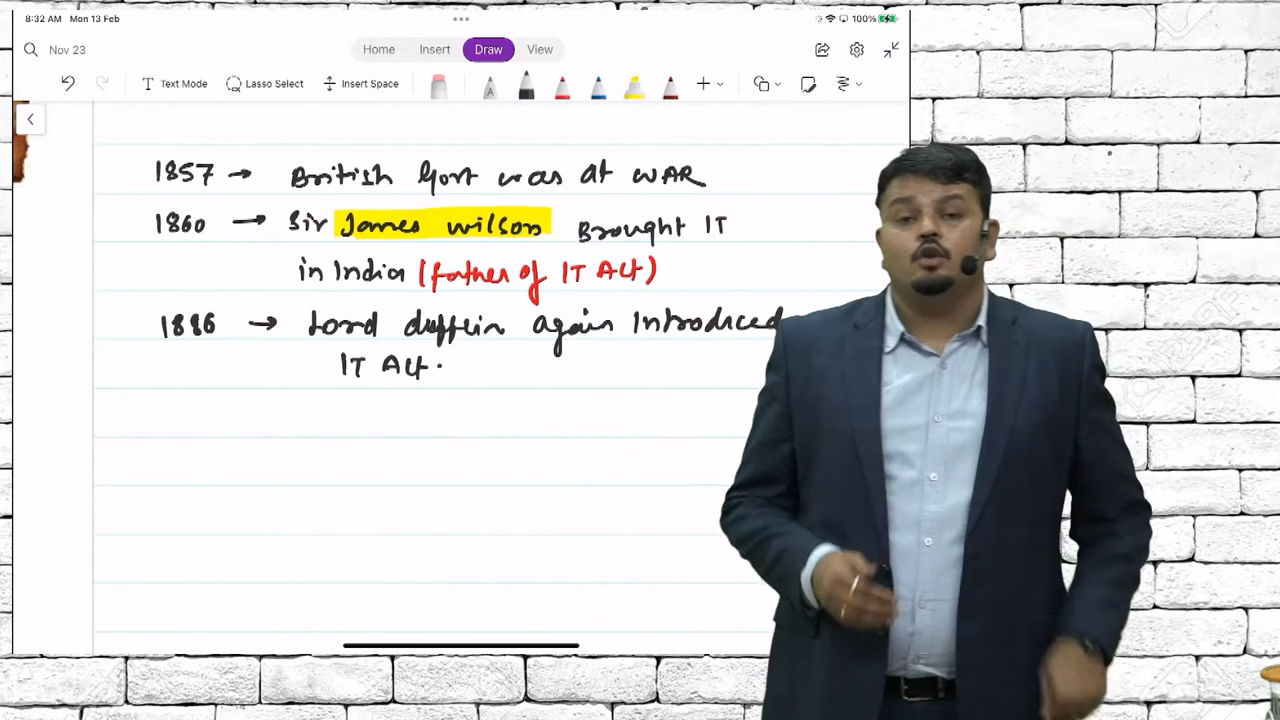 8:32 AM Mon 13 Feb
100%
Nov 23
Home Insert Draw View
Text Mode Lasso Select Insert Space
1857 → British Govt was at WAR
1860 → Sir James wilson Brought IT
in India (father of IT Act)
1886 → Lord dufferin again Introduced
IT Act.